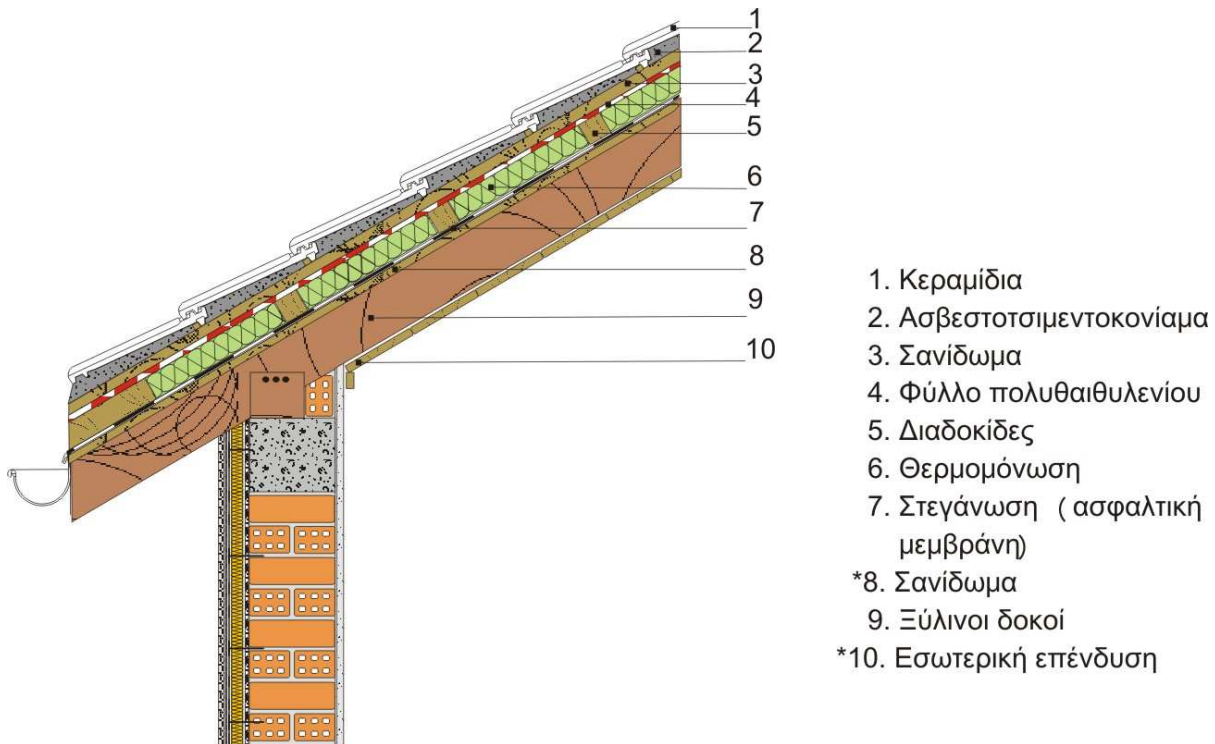 1
2
3
4
5
6
7
8
9
10
1. Κεραμίδια
2. Ασβεστοτσιμεντοκονίαμα
3. Σανίδωμα
4. Φύλλο πολυθαιθυλενίου
5. Διαδοκίδες
6. Θερμομόνωση
7. Στεγάνωση ( ασφαλτική
μεμβράνη)
*8. Σανίδωμα
9. Ξύλινοι δοκοί
*10. Εσωτερική επένδυση